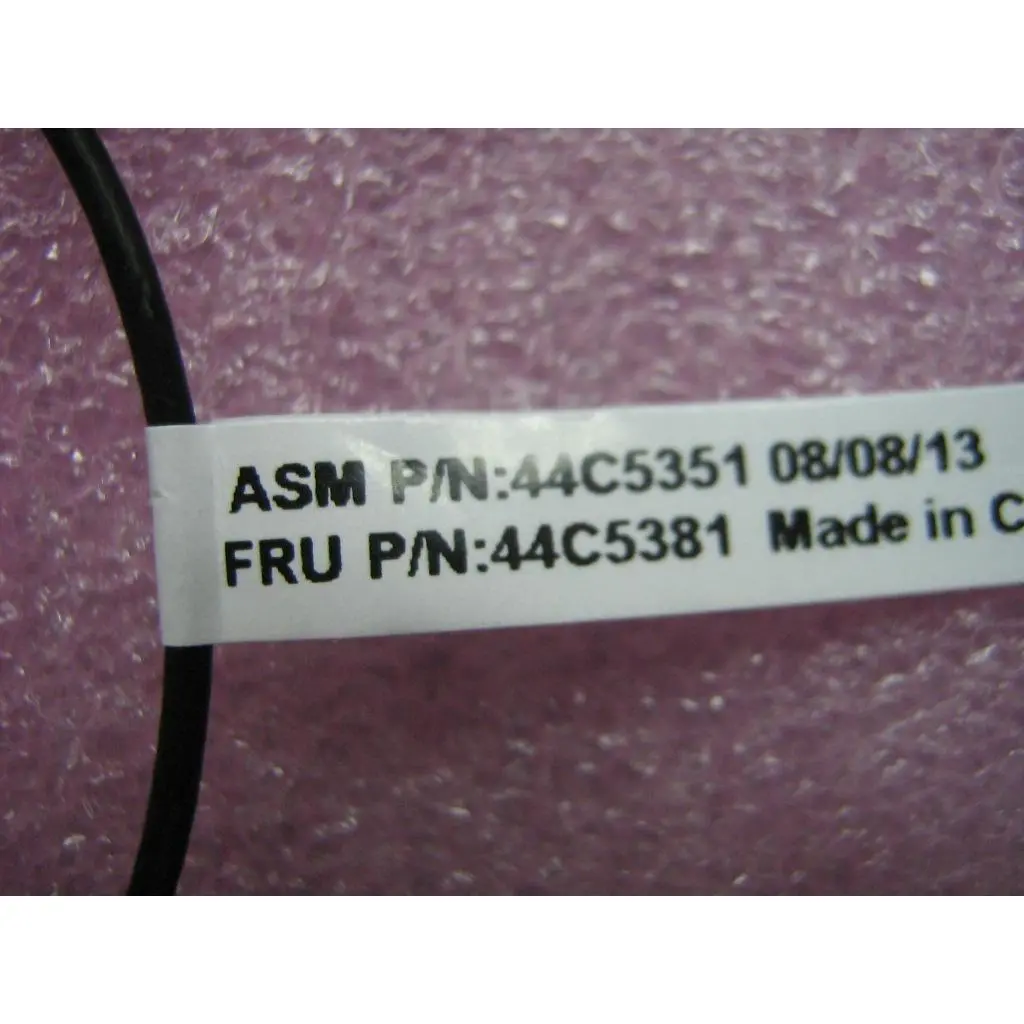 ASM P/N:44C5351 08/08/13
FRU P/N:44C5381 Made in C